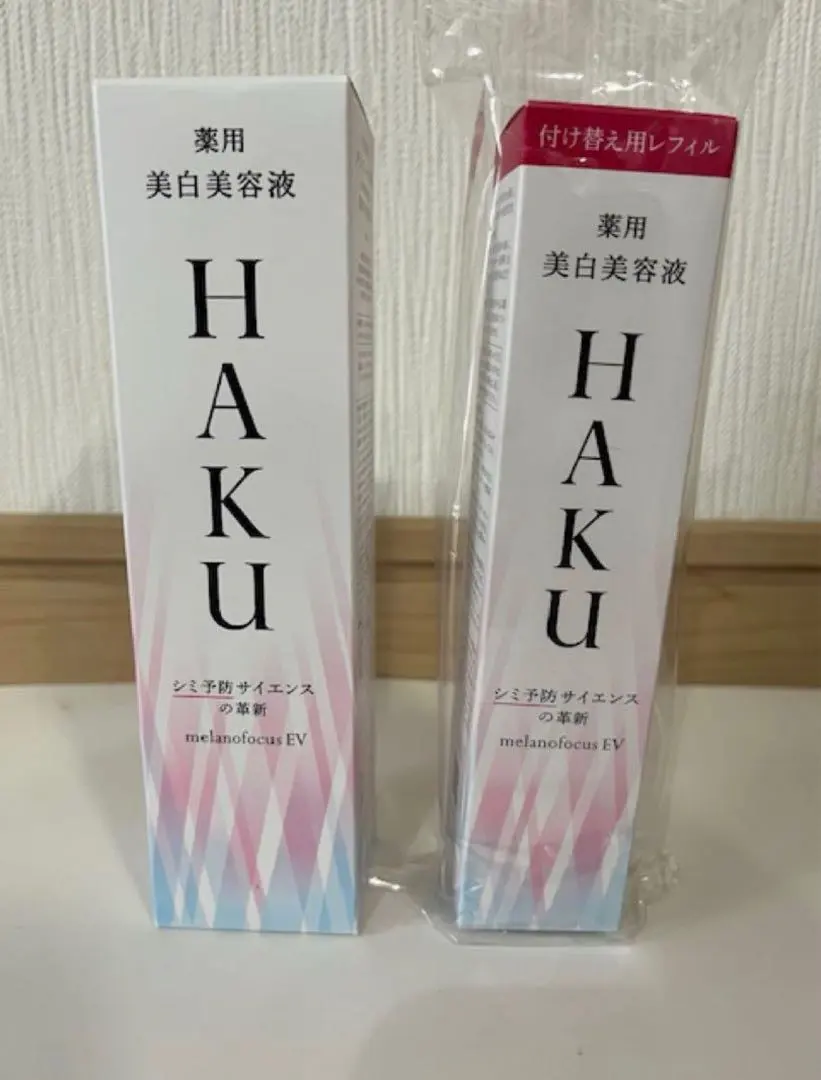 薬用
美白美容液
HAKU
シミ予防サイエンス
の革新
melanofocus EV
付け替え用レフィル
薬用
美白美容液
HAKU
シミ予防サイエンス
の革新
melanofocus EV